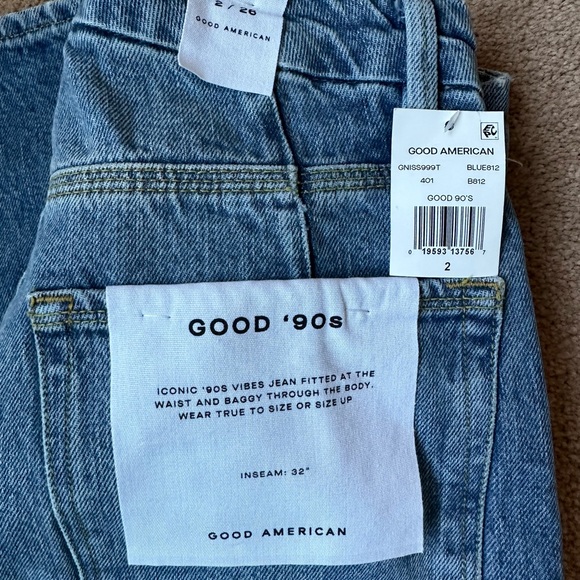 2 / 26
GOOD AMERICAN
GOOD AMERICAN
GNISS999T BLUE812
401 B812
GOOD 90'S
0 19593 13756 7
2
GOOD '90s
ICONIC '90S VIBES JEAN FITTED AT THE
WAIST AND BAGGY THROUGH THE BODY.
WEAR TRUE TO SIZE OR SIZE UP
INSEAM: 32"
GOOD AMERICAN